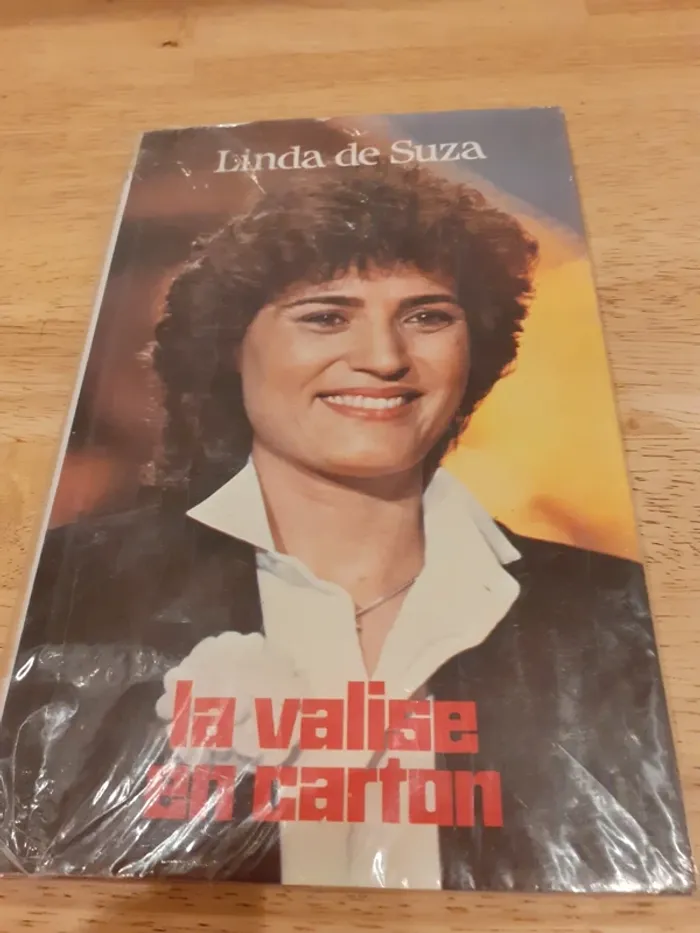 Linda de Suza
la valise
en carton